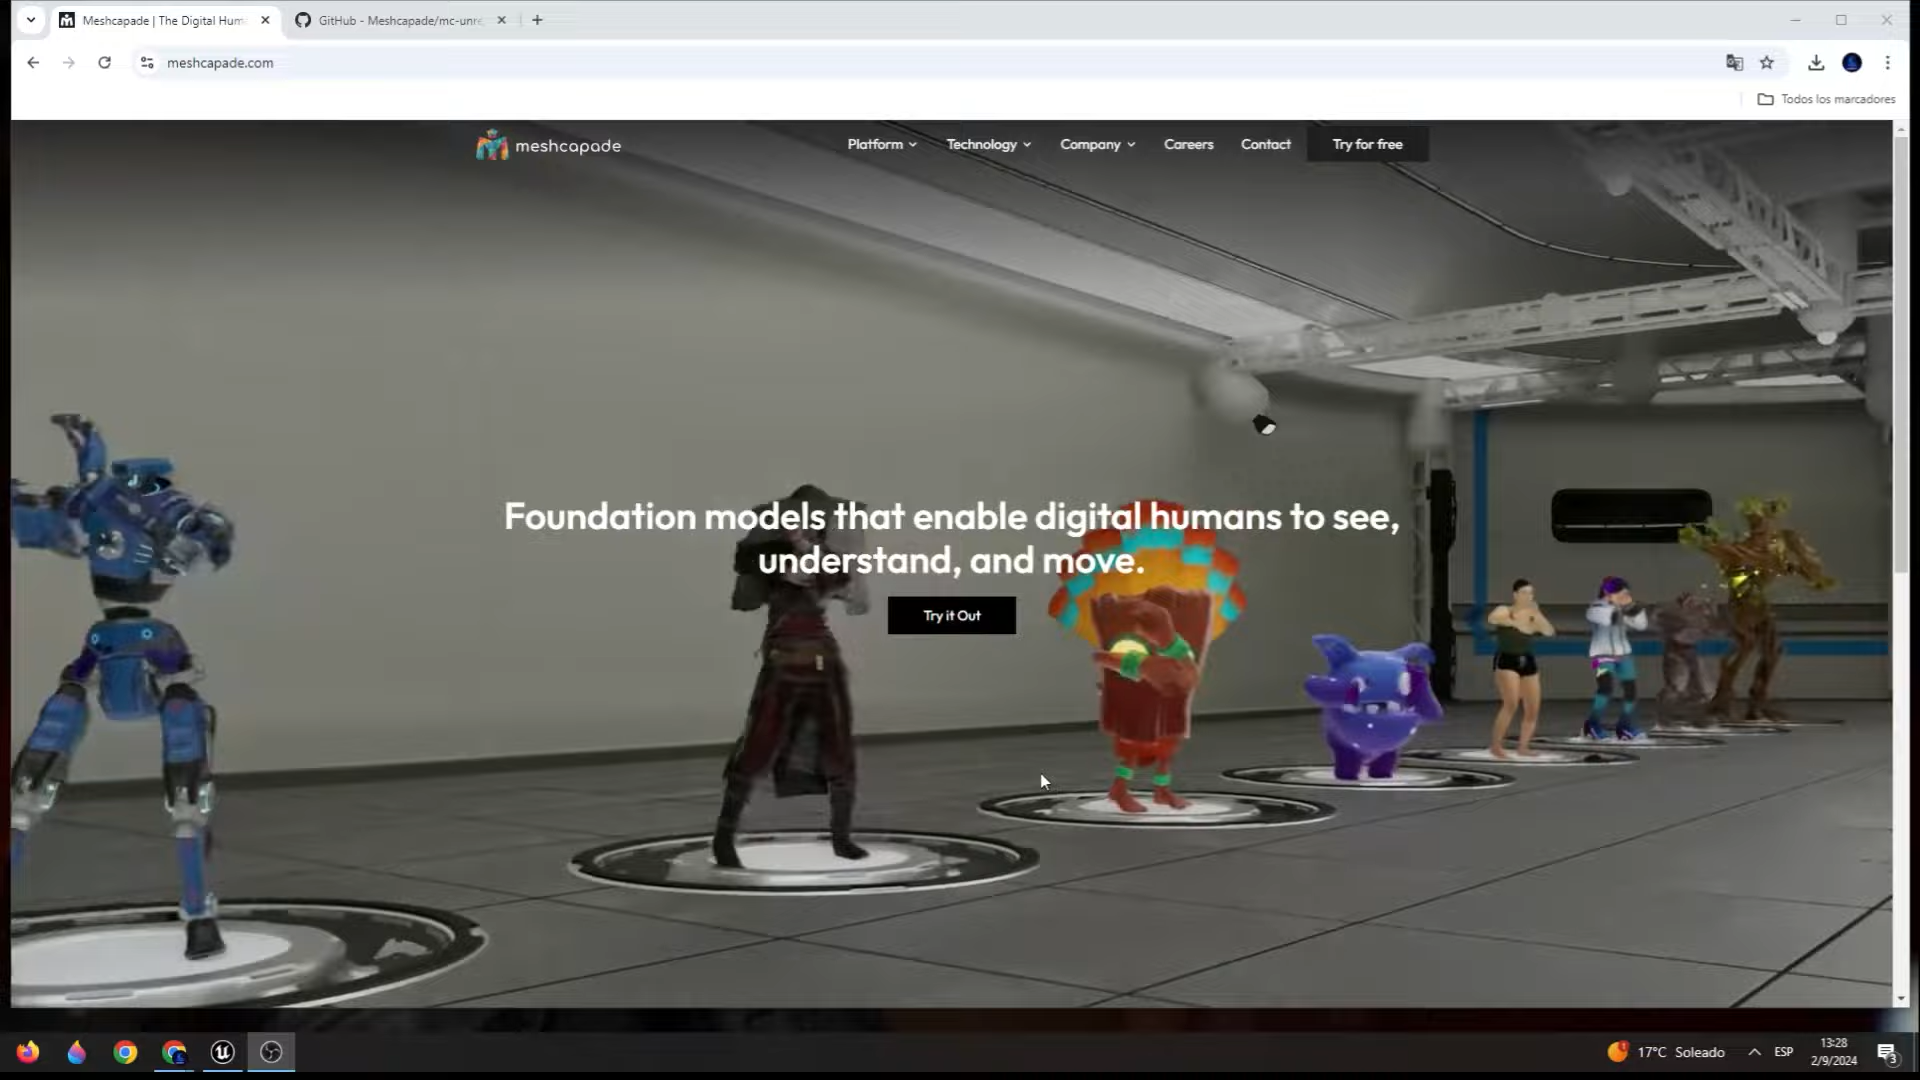 Meshcapade | The Digital Hum
GitHub - Meshcapade/mc-unre
meshcapade.com
Todos los marcadores
meshcapade
Platform
Technology
Company
Careers
Contact
Try for free
Foundation models that enable digital humans to see,
understand, and move.
Try it Out
17°C Soleado
ESP
13:28
2/9/2024
3